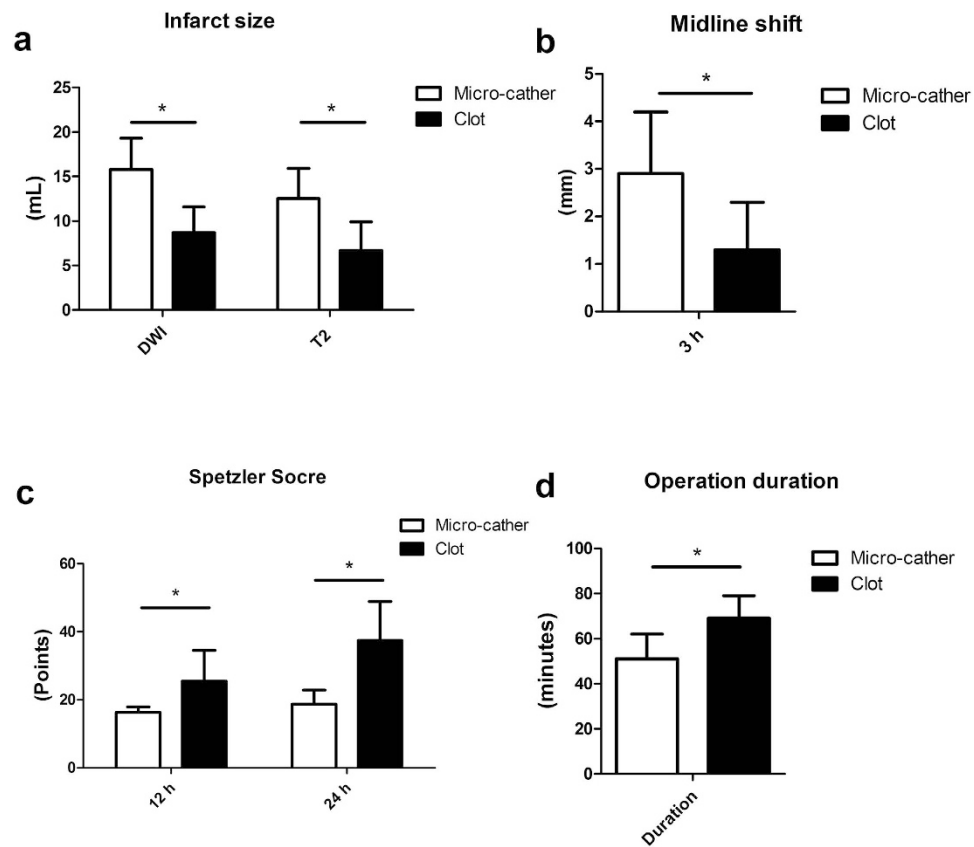 a
Infarct size
25
20
15
10
5
0
(mL)
*
*
DWI
T2
Micro-cather
Clot
b
Midline shift
5
4
3
2
1
0
(mm)
*
3 h
Micro-cather
Clot
c
Spetzler Socre
60
40
20
0
(Points)
*
*
12 h
24 h
Micro-cather
Clot
d
Operation duration
100
80
60
40
20
0
(minutes)
*
Duration
Micro-cather
Clot